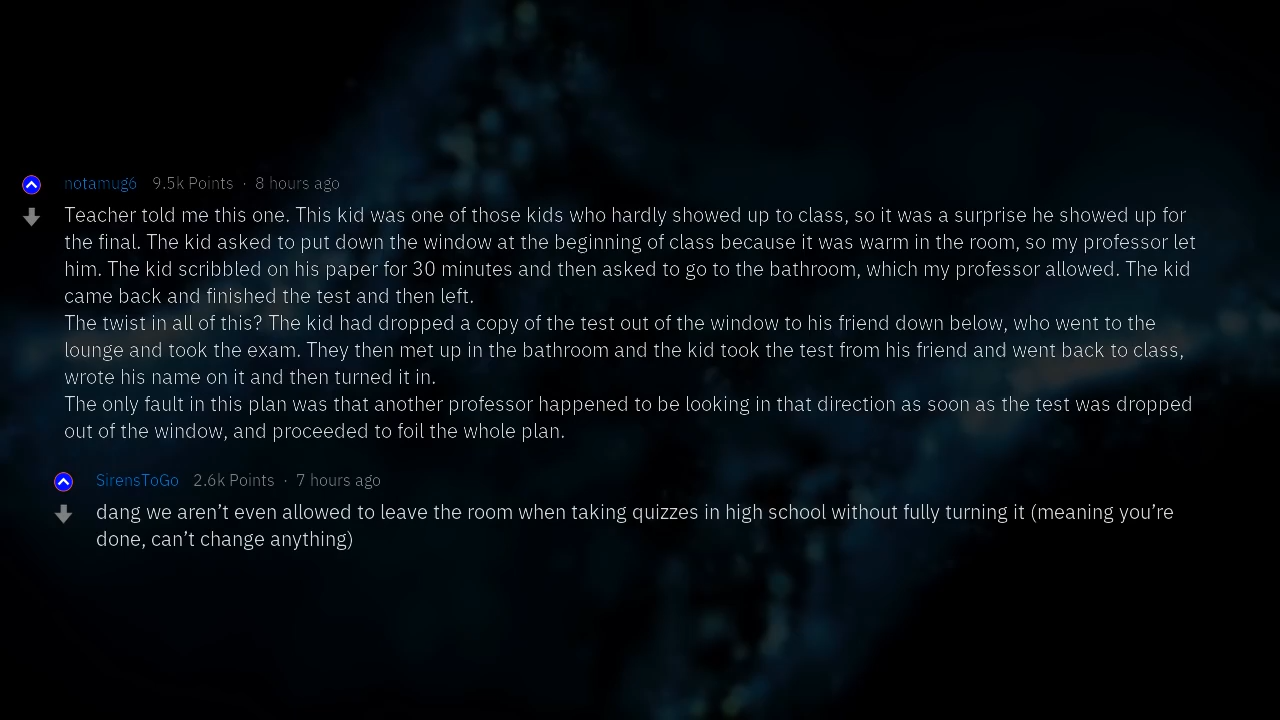 notamug6 9.5k Points · 8 hours ago
Teacher told me this one. This kid was one of those kids who hardly showed up to class, so it was a surprise he showed up for
the final. The kid asked to put down the window at the beginning of class because it was warm in the room, so my professor let
him. The kid scribbled on his paper for 30 minutes and then asked to go to the bathroom, which my professor allowed. The kid
came back and finished the test and then left.
The twist in all of this? The kid had dropped a copy of the test out of the window to his friend down below, who went to the
lounge and took the exam. They then met up in the bathroom and the kid took the test from his friend and went back to class,
wrote his name on it and then turned it in.
The only fault in this plan was that another professor happened to be looking in that direction as soon as the test was dropped
out of the window, and proceeded to foil the whole plan.
SirensToGo 2.6k Points · 7 hours ago
dang we aren’t even allowed to leave the room when taking quizzes in high school without fully turning it (meaning you’re
done, can’t change anything)